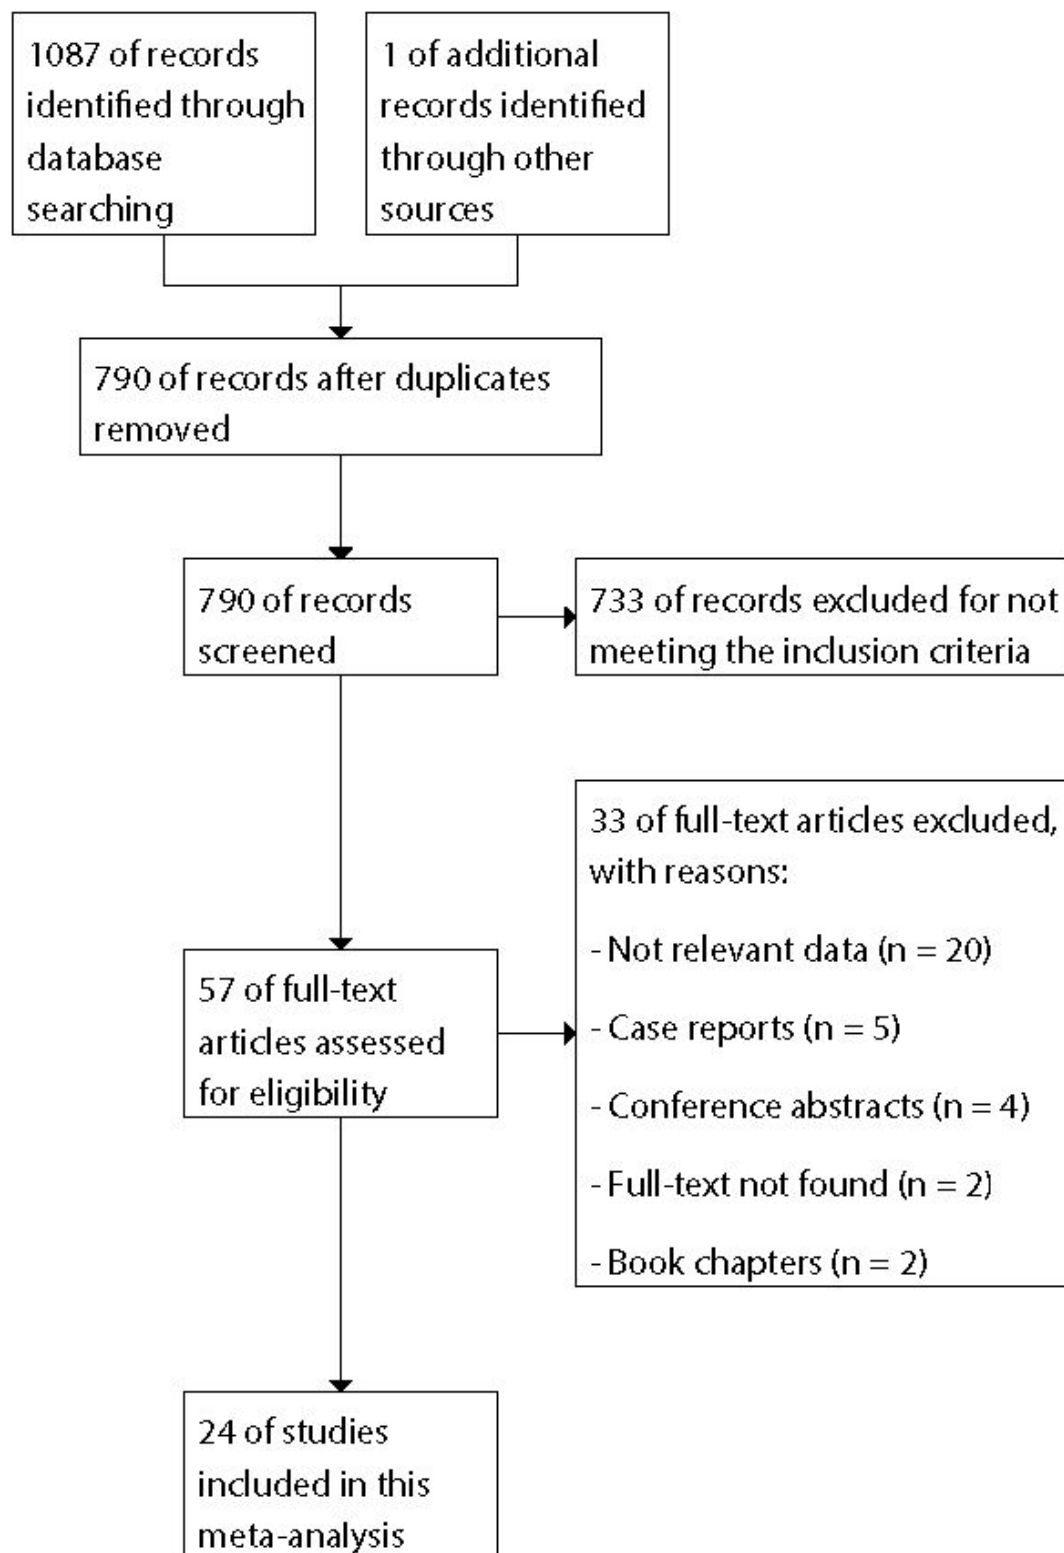 1087 of records
identified through
database
searching
1 of additional
records identified
through other
sources
790 of records after duplicates
removed
790 of records
screened
733 of records excluded for not
meeting the inclusion criteria
33 of full-text articles excluded,
with reasons:
- Not relevant data (n = 20)
- Case reports (n = 5)
- Conference abstracts (n = 4)
- Full-text not found (n = 2)
- Book chapters (n = 2)
57 of full-text
articles assessed
for eligibility
24 of studies
included in this
meta-analysis